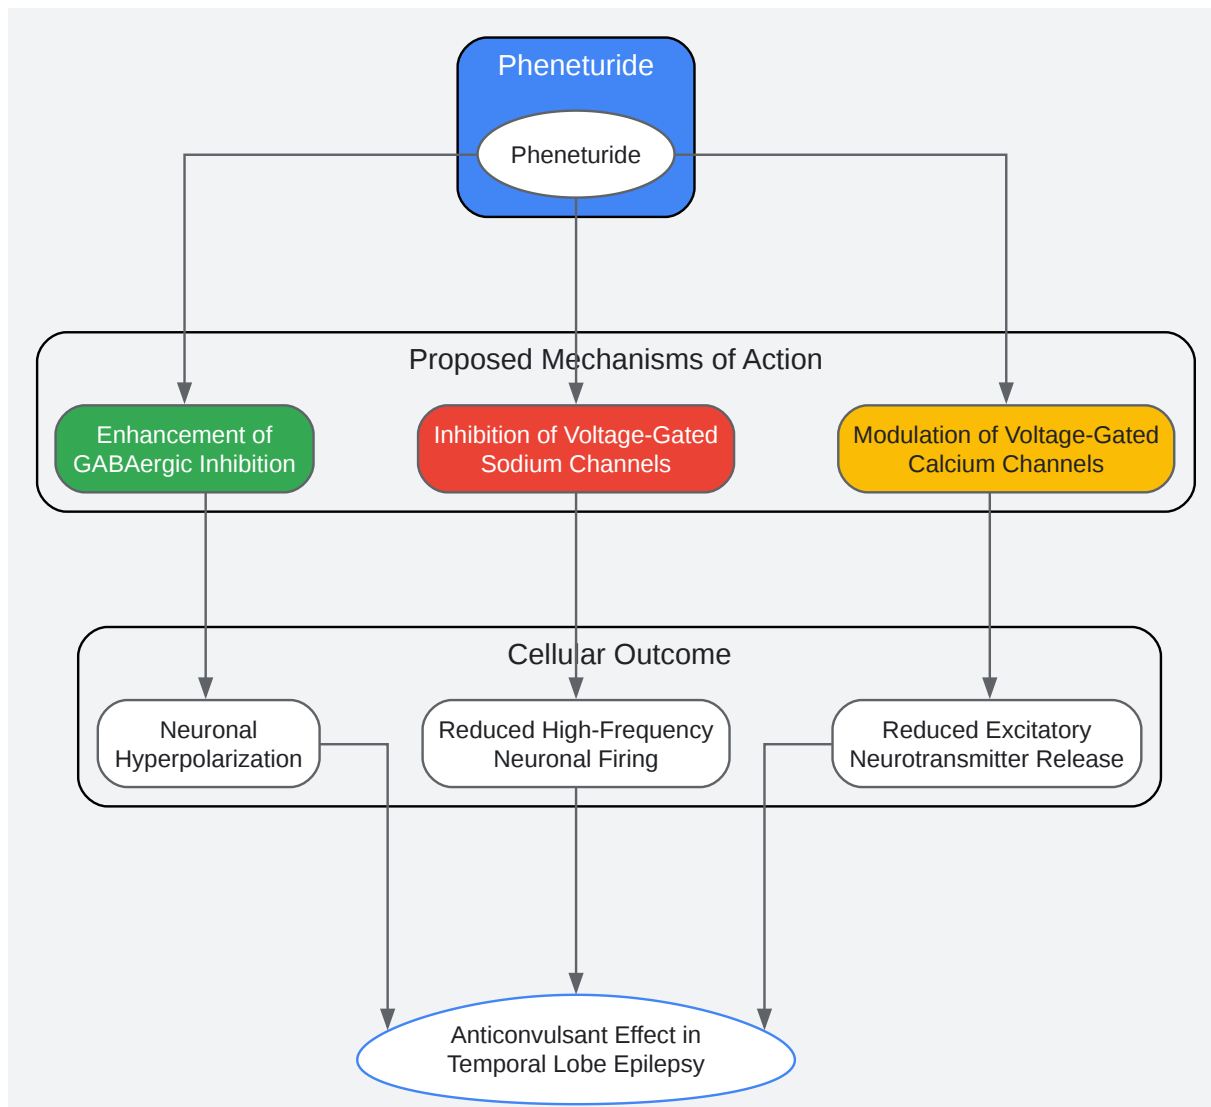 Pheneturide
Pheneturide
Proposed Mechanisms of Action
Enhancement of
GABAergic Inhibition
Inhibition of Voltage-Gated
Sodium Channels
Modulation of Voltage-Gated
Calcium Channels
Cellular Outcome
Neuronal
Hyperpolarization
Reduced High-Frequency
Neuronal Firing
Reduced Excitatory
Neurotransmitter Release
Anticonvulsant Effect in
Temporal Lobe Epilepsy